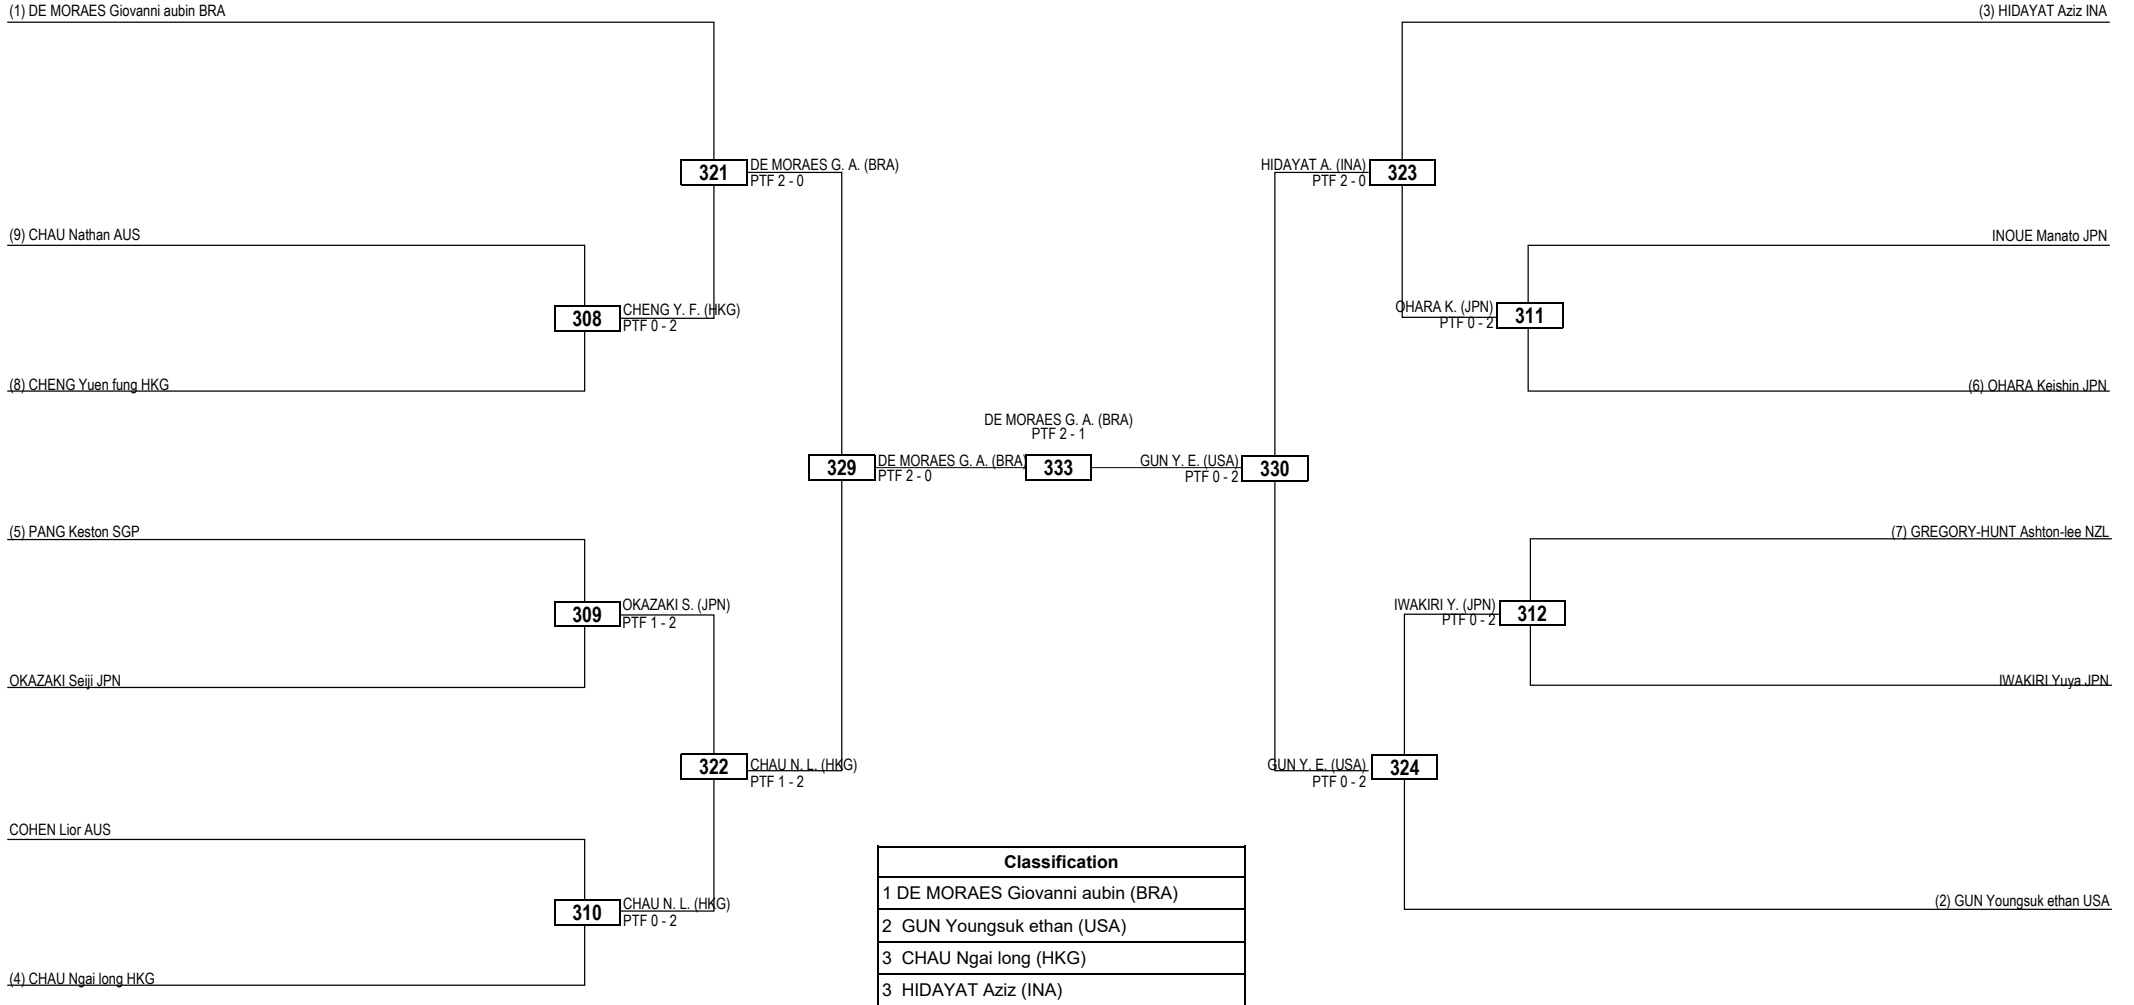 (1) DE MORAES Giovanni aubin BRA
(3) HIDAYAT Aziz INA
321
DE MORAES G. A. (BRA)
PTF 2 - 0
HIDAYAT A. (INA)
PTF 2 - 0
323
(9) CHAU Nathan AUS
INOUE Manato JPN
308
CHENG Y. F. (HKG)
PTF 0 - 2
OHARA K. (JPN)
PTF 0 - 2
311
(8) CHENG Yuen fung HKG
(6) OHARA Keishin JPN
DE MORAES G. A. (BRA)
PTF 2 - 1
329
DE MORAES G. A. (BRA)
PTF 2 - 0
333
GUN Y. E. (USA)
PTF 0 - 2
330
(5) PANG Keston SGP
(7) GREGORY-HUNT Ashton-lee NZL
309
OKAZAKI S. (JPN)
PTF 1 - 2
IWAKIRI Y. (JPN)
PTF 0 - 2
312
OKAZAKI Seiji JPN
IWAKIRI Yuya JPN
322
CHAU N. L. (HKG)
PTF 1 - 2
GUN Y. E. (USA)
PTF 0 - 2
324
COHEN Lior AUS
310
CHAU N. L. (HKG)
PTF 0 - 2
(2) GUN Youngsuk ethan USA
(4) CHAU Ngai long HKG
Classification
1 DE MORAES Giovanni aubin (BRA)
2 GUN Youngsuk ethan (USA)
3 CHAU Ngai long (HKG)
3 HIDAYAT Aziz (INA)